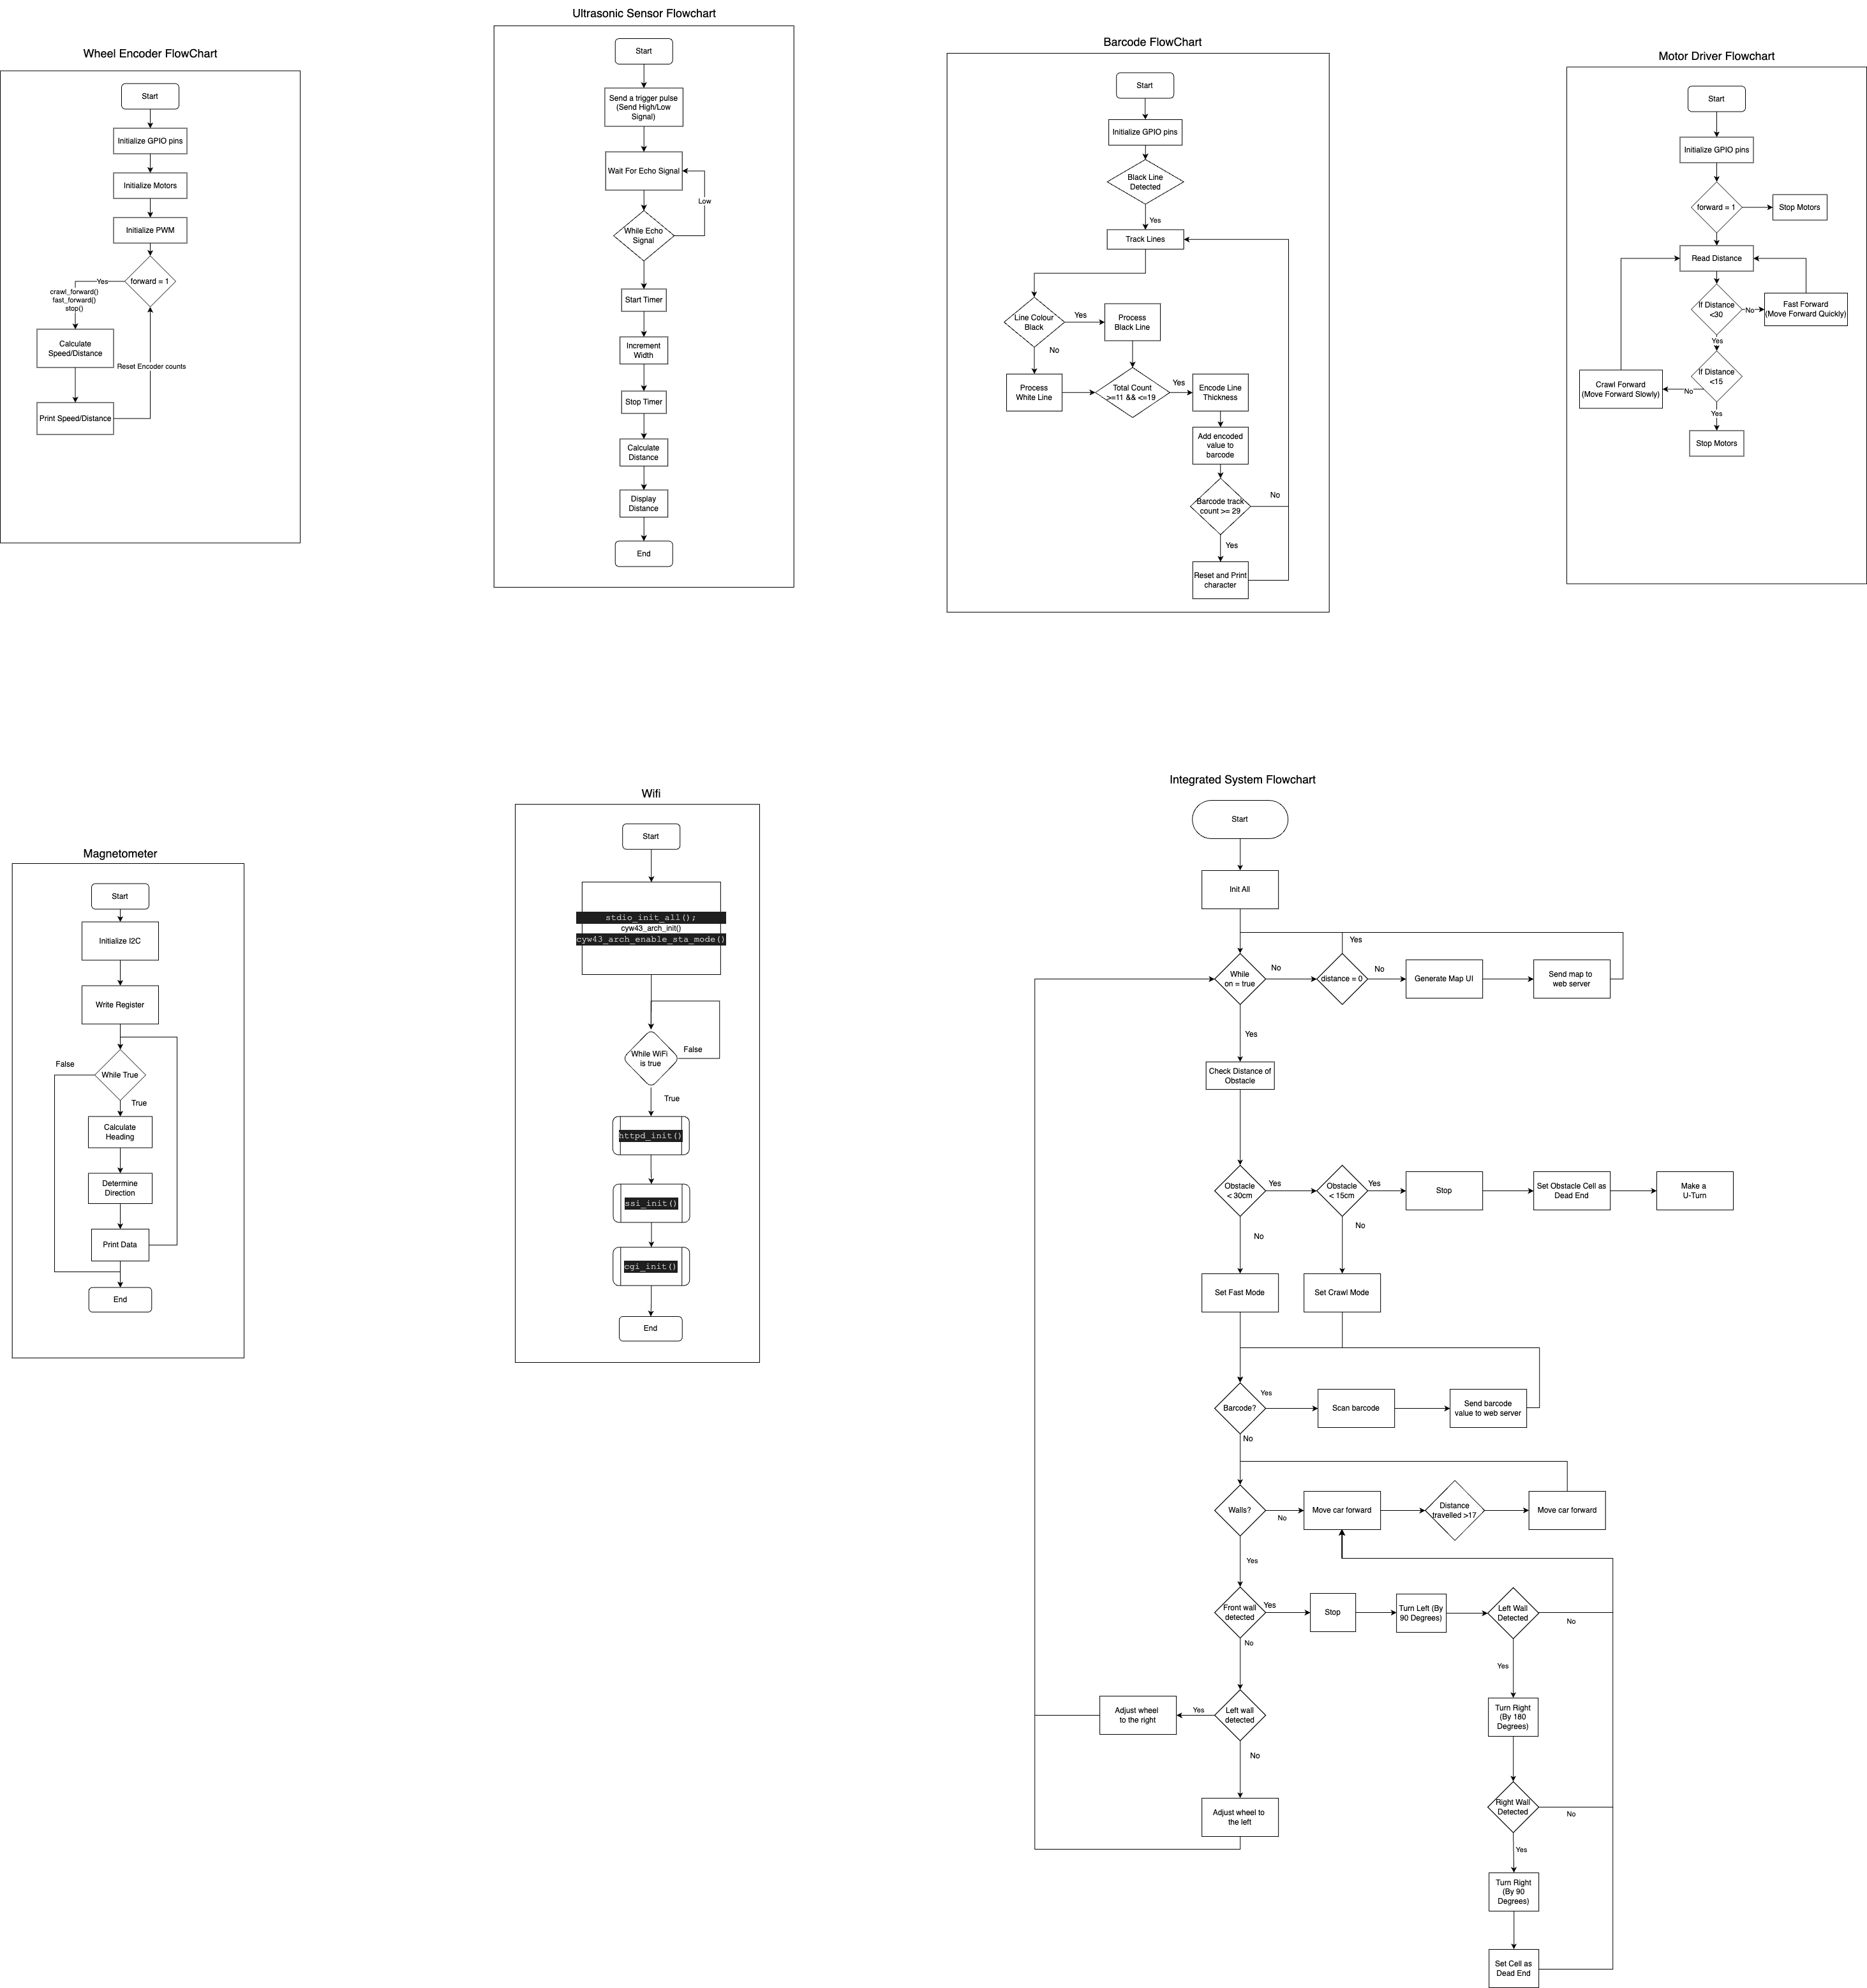 Wheel Encoder FlowChart
Start
Initialize GPIO pins
Initialize Motors
Initialize PWM
forward = 1
Yes
crawl_forward()
fast_forward()
stop()
Calculate
Speed/Distance
Reset Encoder counts
Print Speed/Distance
Ultrasonic Sensor Flowchart
Start
Send a trigger pulse
(Send High/Low
Signal)
Wait For Echo Signal
Low
While Echo
Signal
Start Timer
Increment
Width
Stop Timer
Calculate
Distance
Display
Distance
End
Barcode FlowChart
Start
Initialize GPIO pins
Black Line
Detected
Yes
Track Lines
Line Colour
Black
Yes
Process
Black Line
No
Process
White Line
Total Count
>=11 && <=19
Yes
Encode Line
Thickness
Add encoded
value to
barcode
Barcode track
count >= 29
No
Yes
Reset and Print
character
Motor Driver Flowchart
Start
Initialize GPIO pins
forward = 1
Stop Motors
Read Distance
If Distance
<30
No
Fast Forward
(Move Forward Quickly)
Yes
If Distance
<15
No
Crawl Forward
(Move Forward Slowly)
Yes
Stop Motors
Magnetometer
Start
Initialize I2C
Write Register
False
While True
True
Calculate
Heading
Determine
Direction
Print Data
End
Wifi
Start
stdio_init_all();
cyw43_arch_init()
cyw43_arch_enable_sta_mode()
While WiFi
is true
False
True
httpd_init()
ssi_init()
cgi_init()
End
Integrated System Flowchart
Start
Init All
Yes
While
on = true
No
distance = 0
No
Generate Map UI
Send map to
web server
Yes
Check Distance of
Obstacle
Obstacle
< 30cm
Yes
Obstacle
< 15cm
Yes
Stop
Set Obstacle Cell as
Dead End
Make a
U-Turn
No
No
Set Fast Mode
Set Crawl Mode
Barcode?
Yes
Scan barcode
Send barcode
value to web server
No
Walls?
No
Move car forward
Distance
travelled >17
Move car forward
Yes
Front wall
detected
Yes
Stop
Turn Left (By
90 Degrees)
Left Wall
Detected
No
No
Yes
Adjust wheel
to the right
Yes
Left wall
detected
Turn Right
(By 180
Degrees)
No
Adjust wheel to
the left
Right Wall
Detected
No
Yes
Turn Right
(By 90
Degrees)
Set Cell as
Dead End